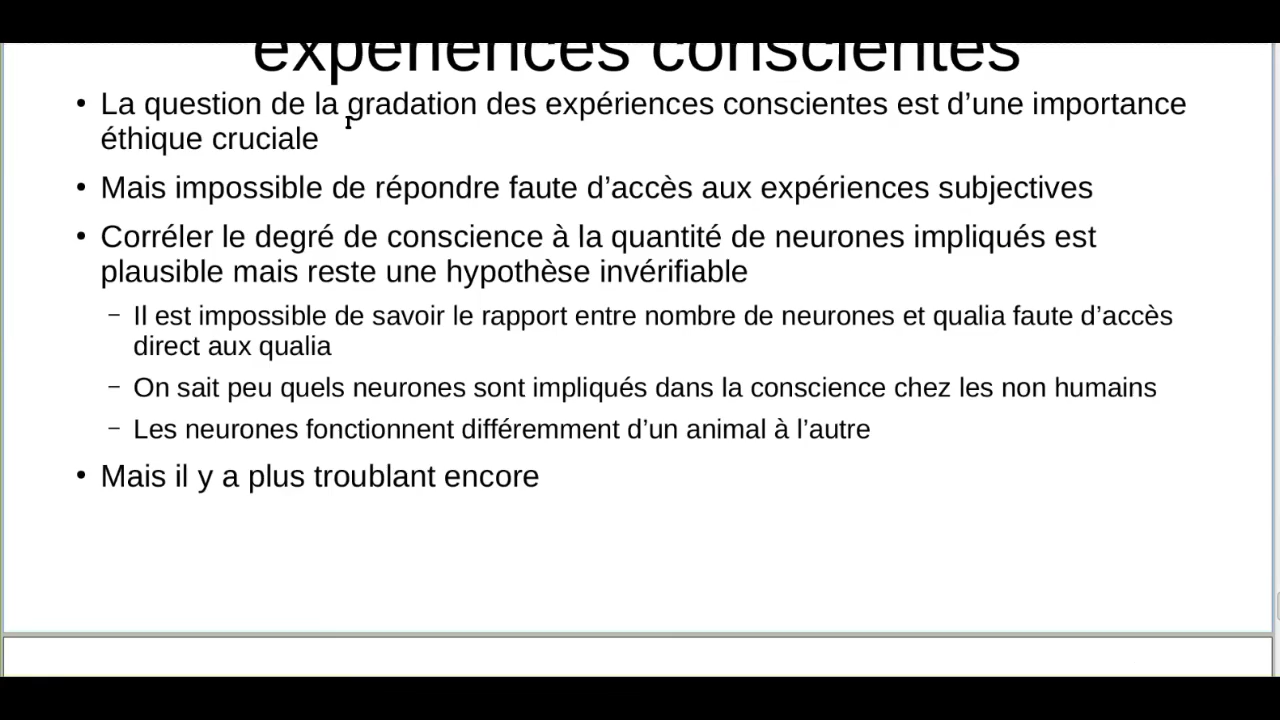 expériences conscientes
• La question de la gradation des expériences conscientes est d’une importance
éthique cruciale
• Mais impossible de répondre faute d’accès aux expériences subjectives
• Corréler le degré de conscience à la quantité de neurones impliqués est
plausible mais reste une hypothèse invérifiable
– Il est impossible de savoir le rapport entre nombre de neurones et qualia faute d’accès
direct aux qualia
– On sait peu quels neurones sont impliqués dans la conscience chez les non humains
– Les neurones fonctionnent différemment d’un animal à l’autre
• Mais il y a plus troublant encore